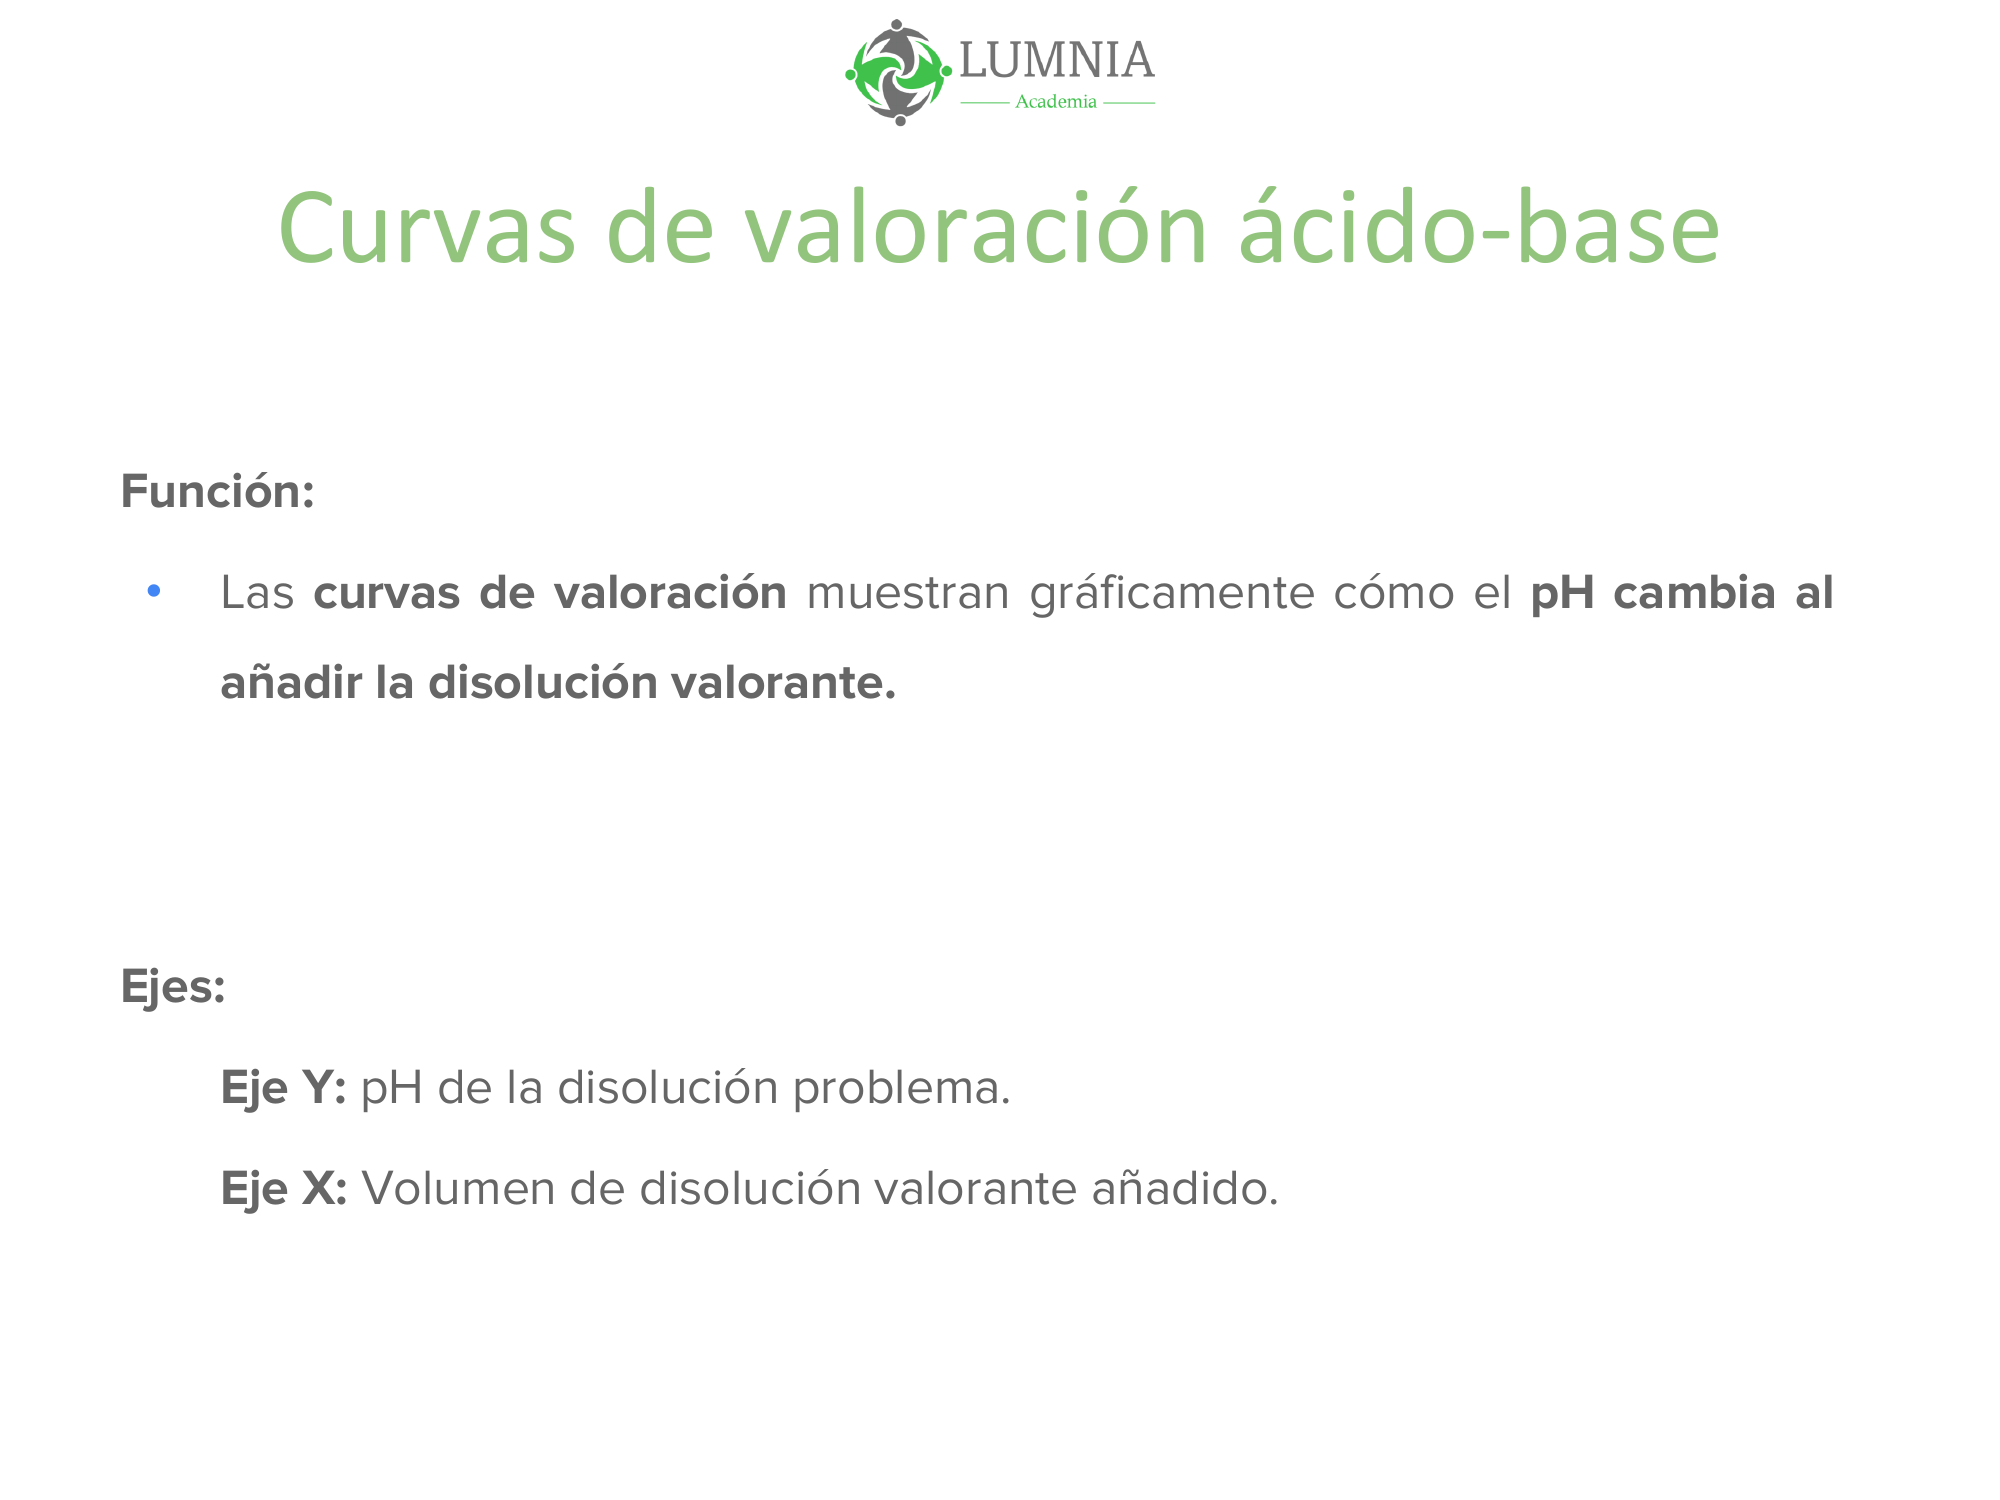 LUMNIA
Academia
Curvas de valoración ácido-base
Función:
• Las curvas de valoración muestran gráficamente cómo el pH cambia al
añadir la disolución valorante.
Ejes:
Eje Y: pH de la disolución problema.
Eje X: Volumen de disolución valorante añadido.